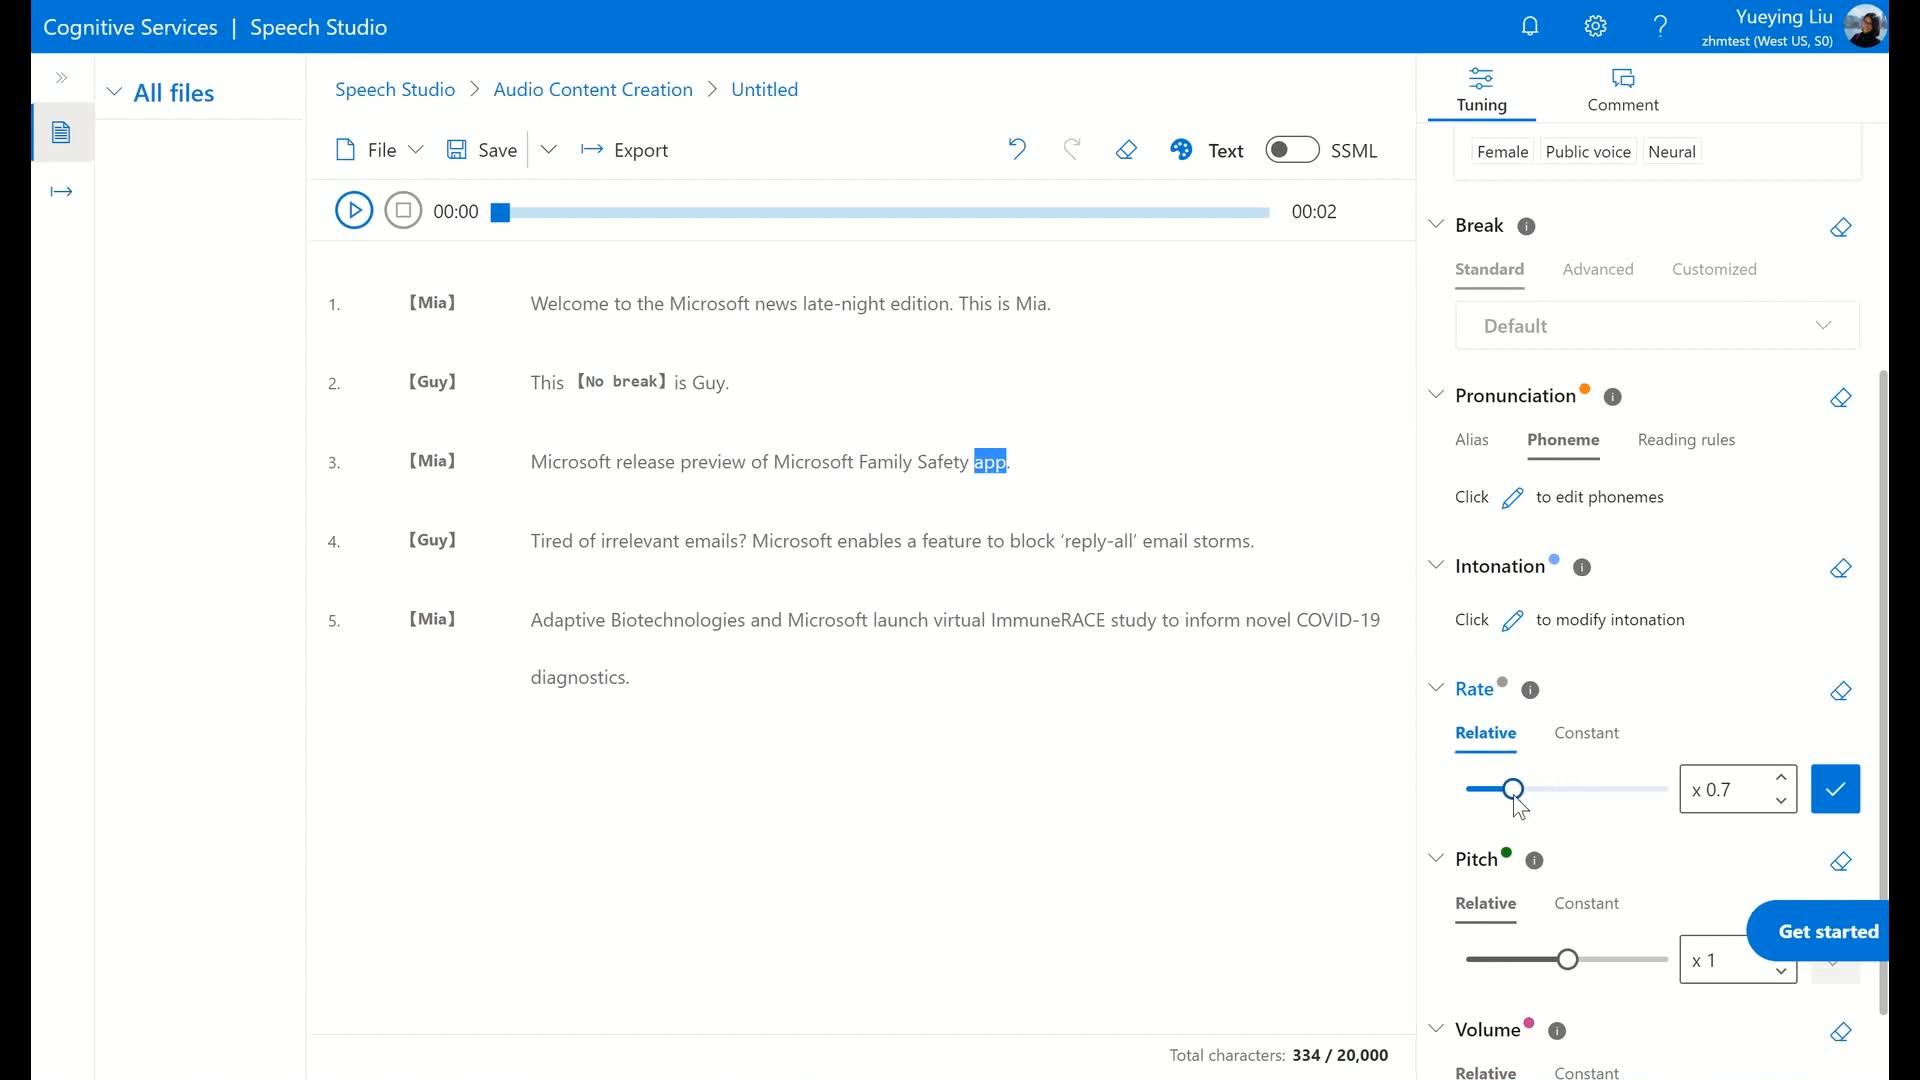 Cognitive Services | Speech Studio
Yueying Liu
zhmtest (West US, S0)
All files
Speech Studio > Audio Content Creation > Untitled
Tuning
Comment
File
Save
Export
Text
SSML
Female
Public voice
Neural
00:00
00:02
Break
Standard
Advanced
Customized
Default
1. 【Mia】 Welcome to the Microsoft news late-night edition. This is Mia.
2. 【Guy】 This 【No break】 is Guy.
3. 【Mia】 Microsoft release preview of Microsoft Family Safety app.
4. 【Guy】 Tired of irrelevant emails? Microsoft enables a feature to block ‘reply-all’ email storms.
5. 【Mia】 Adaptive Biotechnologies and Microsoft launch virtual ImmuneRACE study to inform novel COVID-19
diagnostics.
Pronunciation
Alias
Phoneme
Reading rules
Click to edit phonemes
Intonation
Click to modify intonation
Rate
Relative
Constant
x 0.7
Pitch
Relative
Constant
Get started
x 1
Volume
Relative
Constant
Total characters: 334 / 20,000